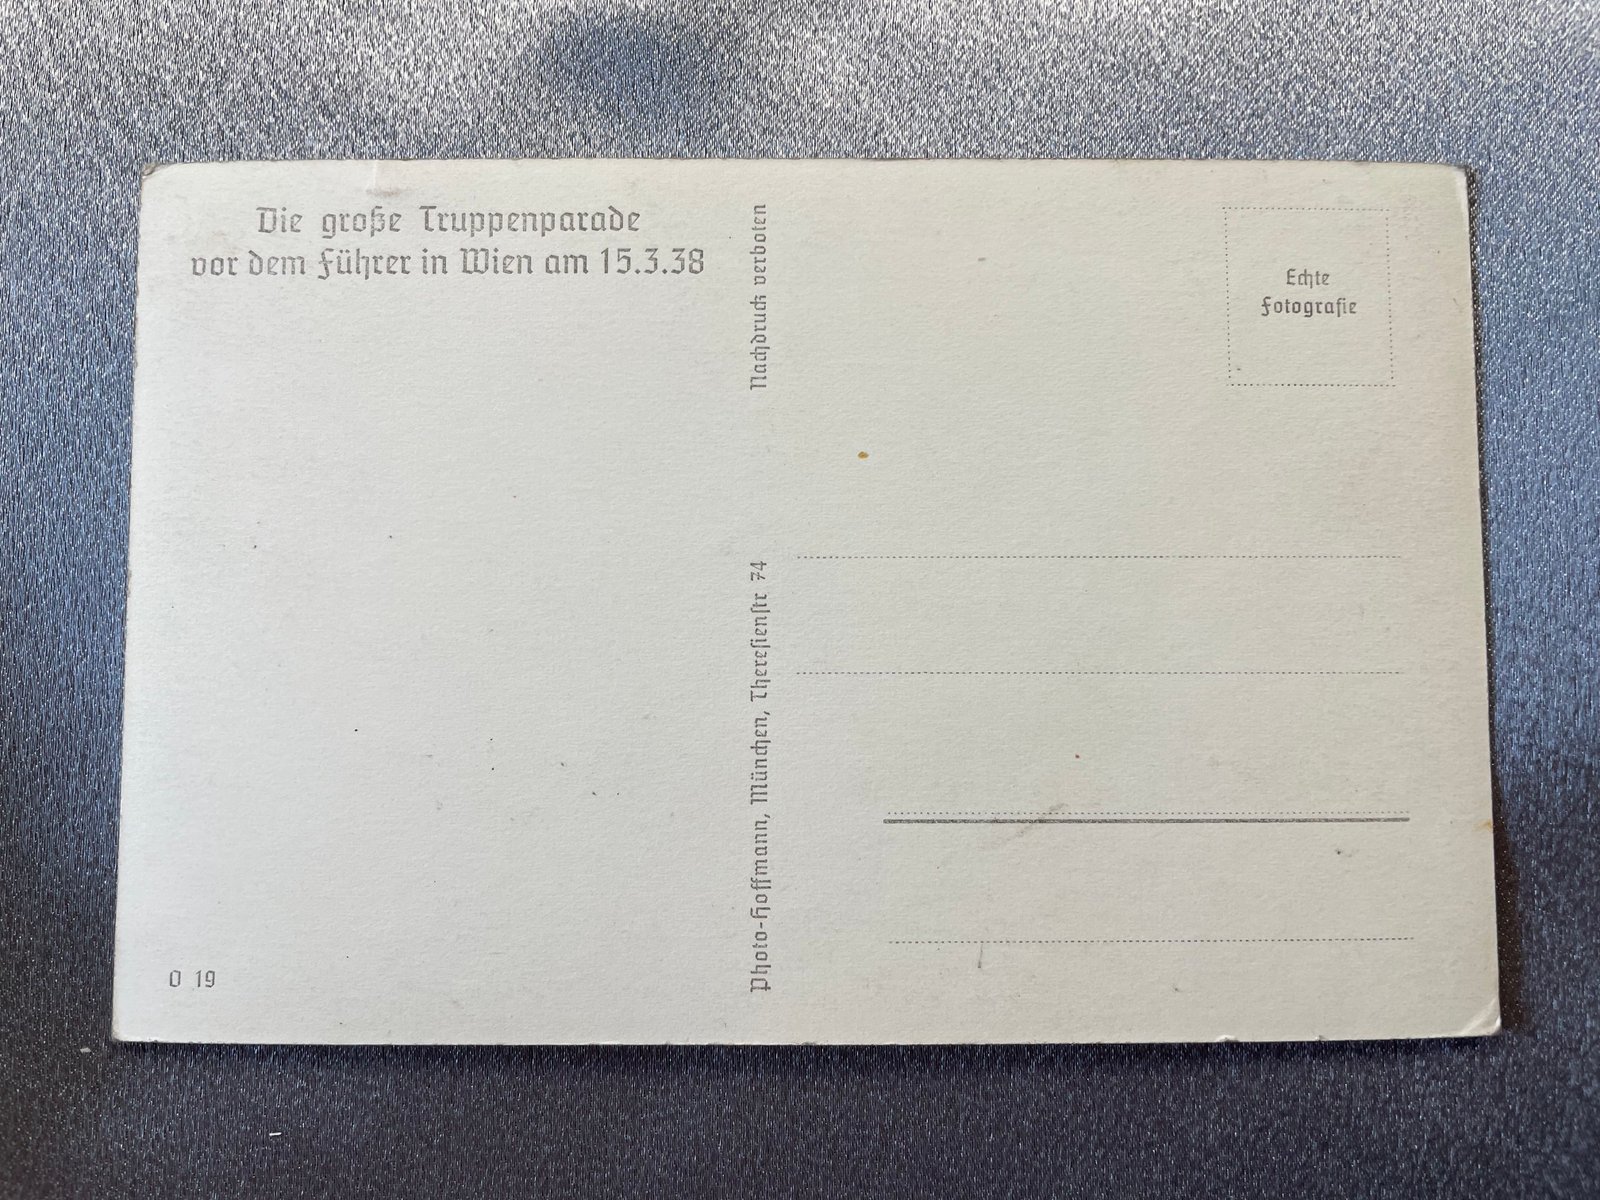 Die große Truppenparade
vor dem Führer in Wien am 15.3.38
O 19
Nachdruck verboten
Photo-Hoffmann, München, Theresienstr 74
Echte
Fotografie